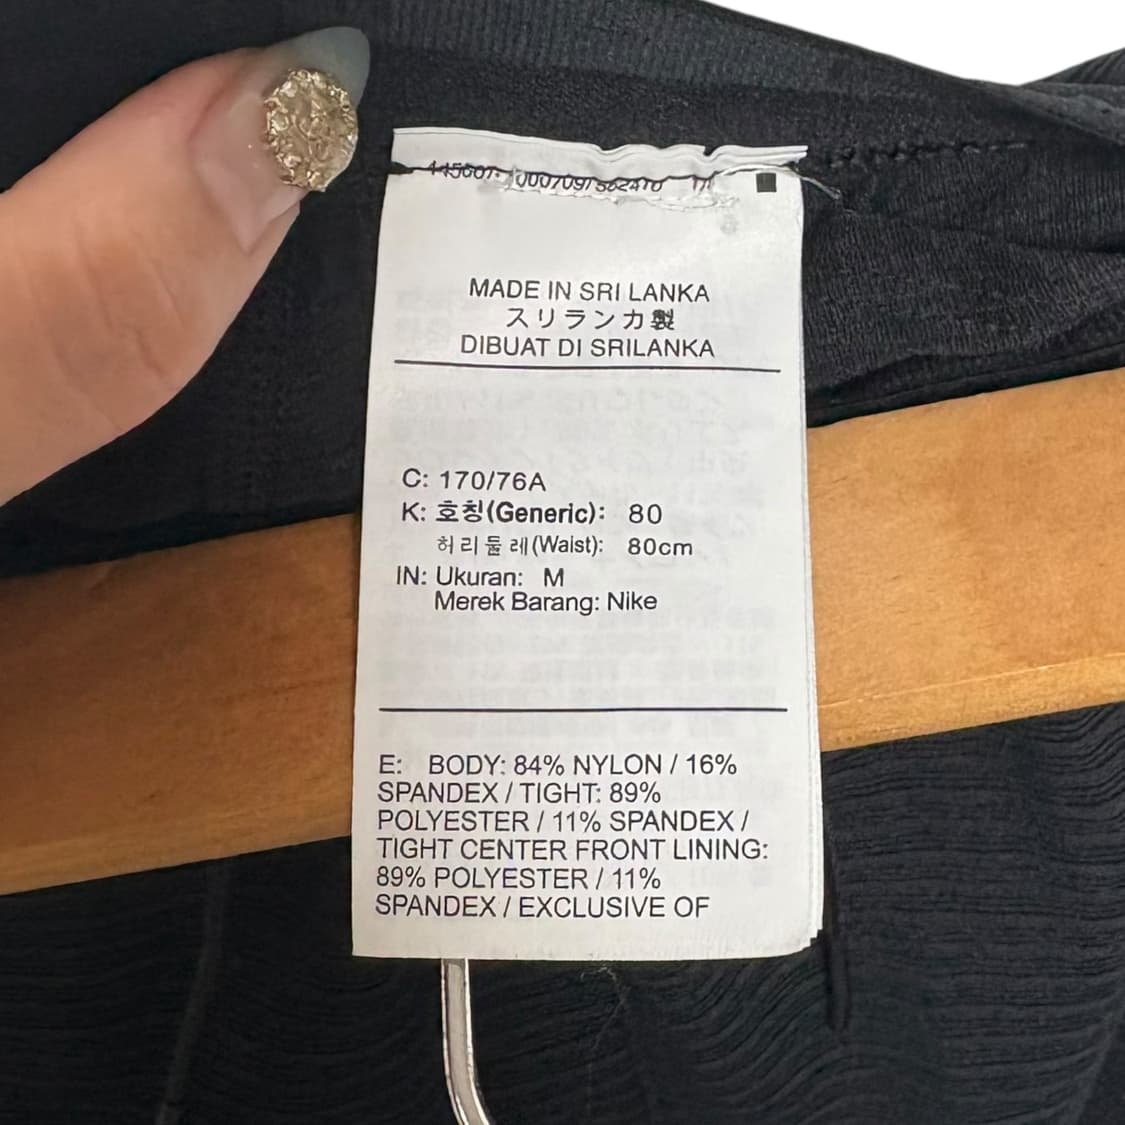 MADE IN SRI LANKA
スリランカ製
DIBUAT DI SRILANKA
C: 170/76A
K: 호칭(Generic): 80
허리둘레(Waist): 80cm
IN: Ukuran: M
Merek Barang: Nike
E: BODY: 84% NYLON / 16%
SPANDEX / TIGHT: 89%
POLYESTER / 11% SPANDEX /
TIGHT CENTER FRONT LINING:
89% POLYESTER / 11%
SPANDEX / EXCLUSIVE OF